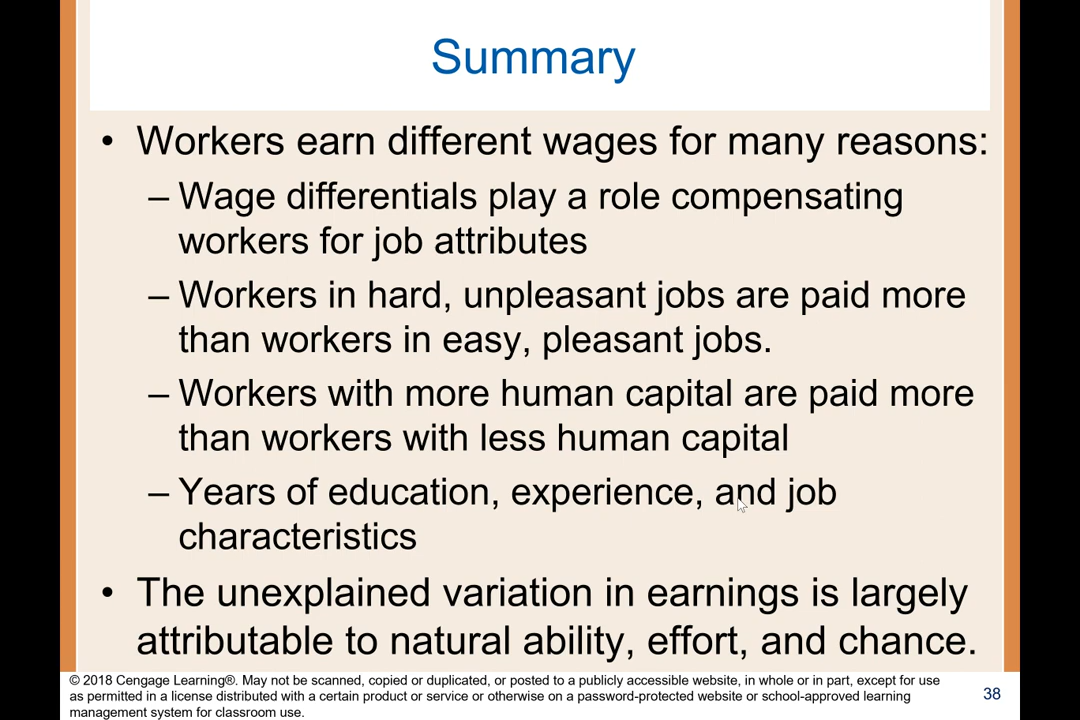 Summary
• Workers earn different wages for many reasons:
– Wage differentials play a role compensating
workers for job attributes
– Workers in hard, unpleasant jobs are paid more
than workers in easy, pleasant jobs.
– Workers with more human capital are paid more
than workers with less human capital
– Years of education, experience, and job
characteristics
• The unexplained variation in earnings is largely
attributable to natural ability, effort, and chance.
© 2018 Cengage Learning®. May not be scanned, copied or duplicated, or posted to a publicly accessible website, in whole or in part, except for use
as permitted in a license distributed with a certain product or service or otherwise on a password-protected website or school-approved learning
management system for classroom use.
38